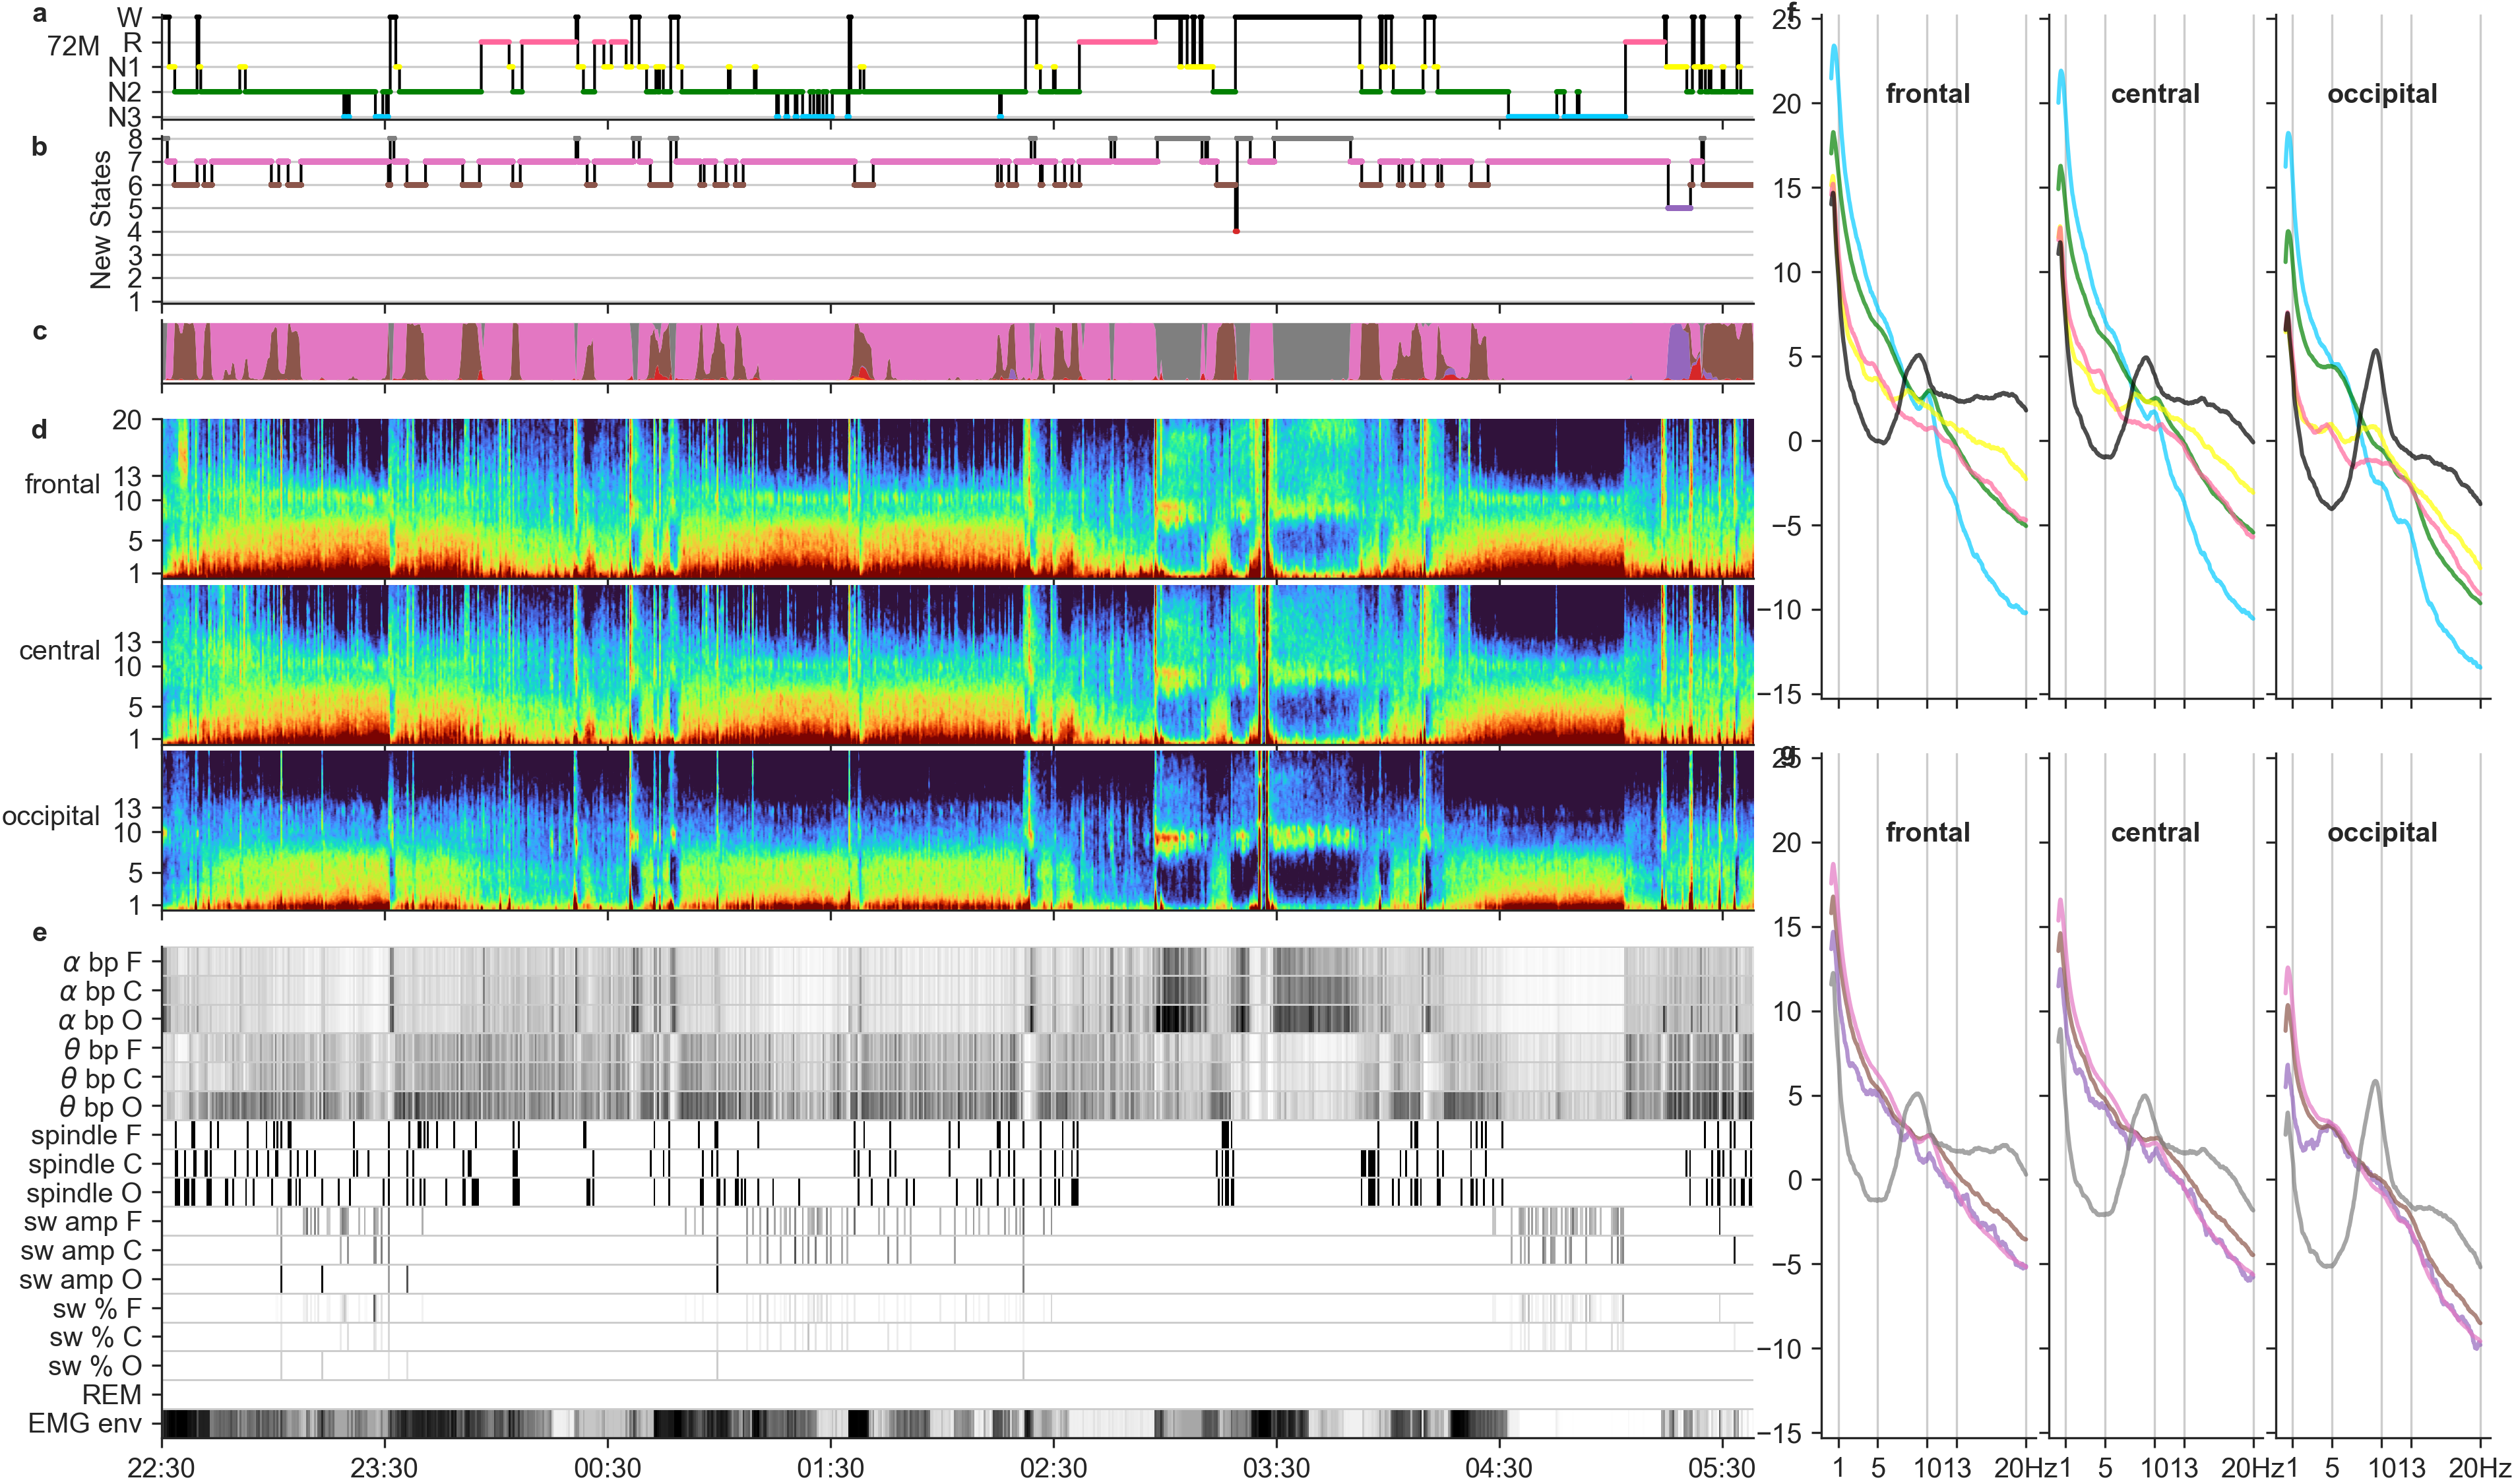 a
72M
W
R
N1
N2
N3
b
New States
8
7
6
5
4
3
2
1
c
d
frontal
20
13
10
5
1
central
13
10
5
1
occipital
13
10
5
1
e
α bp F
α bp C
α bp O
θ bp F
θ bp C
θ bp O
spindle F
spindle C
spindle O
sw amp F
sw amp C
sw amp O
sw % F
sw % C
sw % O
REM
EMG env
22:30 23:30 00:30 01:30 02:30 03:30 04:30 05:30
f
25
20
15
10
5
0
−5
−10
−15
frontal central occipital
g
25
20
15
10
5
0
−5
−10
−15
frontal central occipital
1 5 1013 20Hz 1 5 1013 20Hz 1 5 1013 20Hz